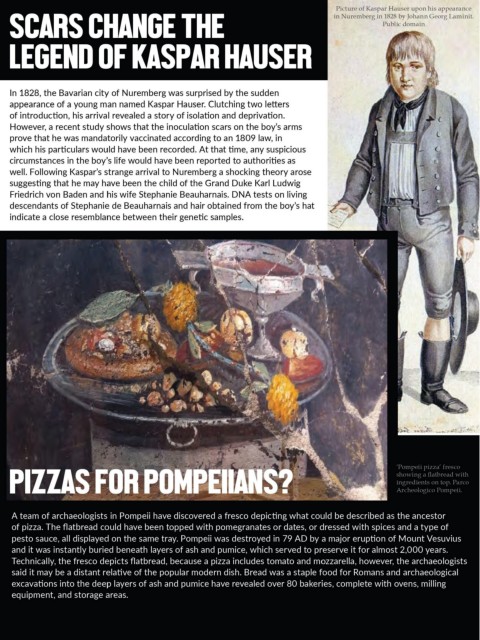 SCARS CHANGE THE
LEGEND OF KASPAR HAUSER
Picture of Kaspar Hauser upon his appearance
in Nuremberg in 1828 by Johann Georg Laminit.
Public domain.
In 1828, the Bavarian city of Nuremberg was surprised by the sudden
appearance of a young man named Kaspar Hauser. Clutching two letters
of introduction, his arrival revealed a story of isolation and deprivation.
However, a recent study shows that the inoculation scars on the boy's arms
prove that he was mandatorily vaccinated according to an 1809 law, in
which his particulars would have been recorded. At that time, any suspicious
circumstances in the boy's life would have been reported to authorities as
well. Following Kaspar's strange arrival to Nuremberg a shocking theory arose
suggesting that he may have been the child of the Grand Duke Karl Ludwig
Friedrich von Baden and his wife Stephanie Beauharnais. DNA tests on living
descendants of Stephanie de Beauharnais and hair obtained from the boy's hat
indicate a close resemblance between their genetic samples.
PIZZAS FOR POMPEIIANS?
'Pompeii pizza' fresco
showing a flatbread with
ingredients on top. Parco
Archeologico Pompeii.
A team of archaeologists in Pompeii have discovered a fresco depicting what could be described as the ancestor
of pizza. The flatbread could have been topped with pomegranates or dates, or dressed with spices and a type of
pesto sauce, all displayed on the same tray. Pompeii was destroyed in 79 AD by a major eruption of Mount Vesuvius
and it was instantly buried beneath layers of ash and pumice, which served to preserve it for almost 2,000 years.
Technically, the fresco depicts flatbread, because a pizza includes tomato and mozzarella, however, the archaeologists
said it may be a distant relative of the popular modern dish. Bread was a staple food for Romans and archaeological
excavations into the deep layers of ash and pumice have revealed over 80 bakeries, complete with ovens, milling
equipment, and storage areas.